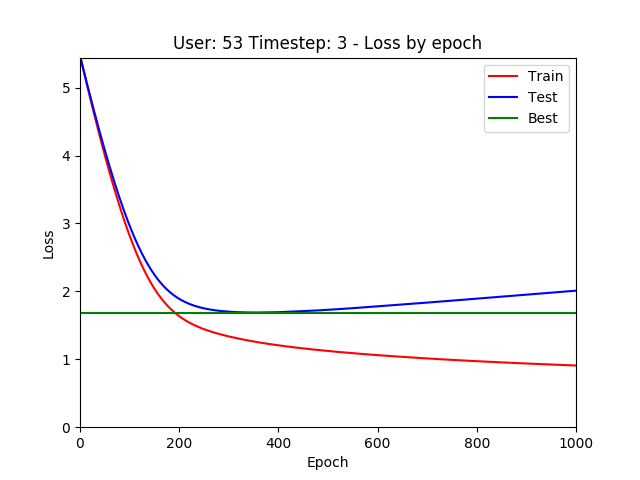 User: 53 Timestep: 3 - Loss by epoch
Train
Test
Best
Loss
5
4
3
2
1
0
0 200 400 600 800 1000
Epoch